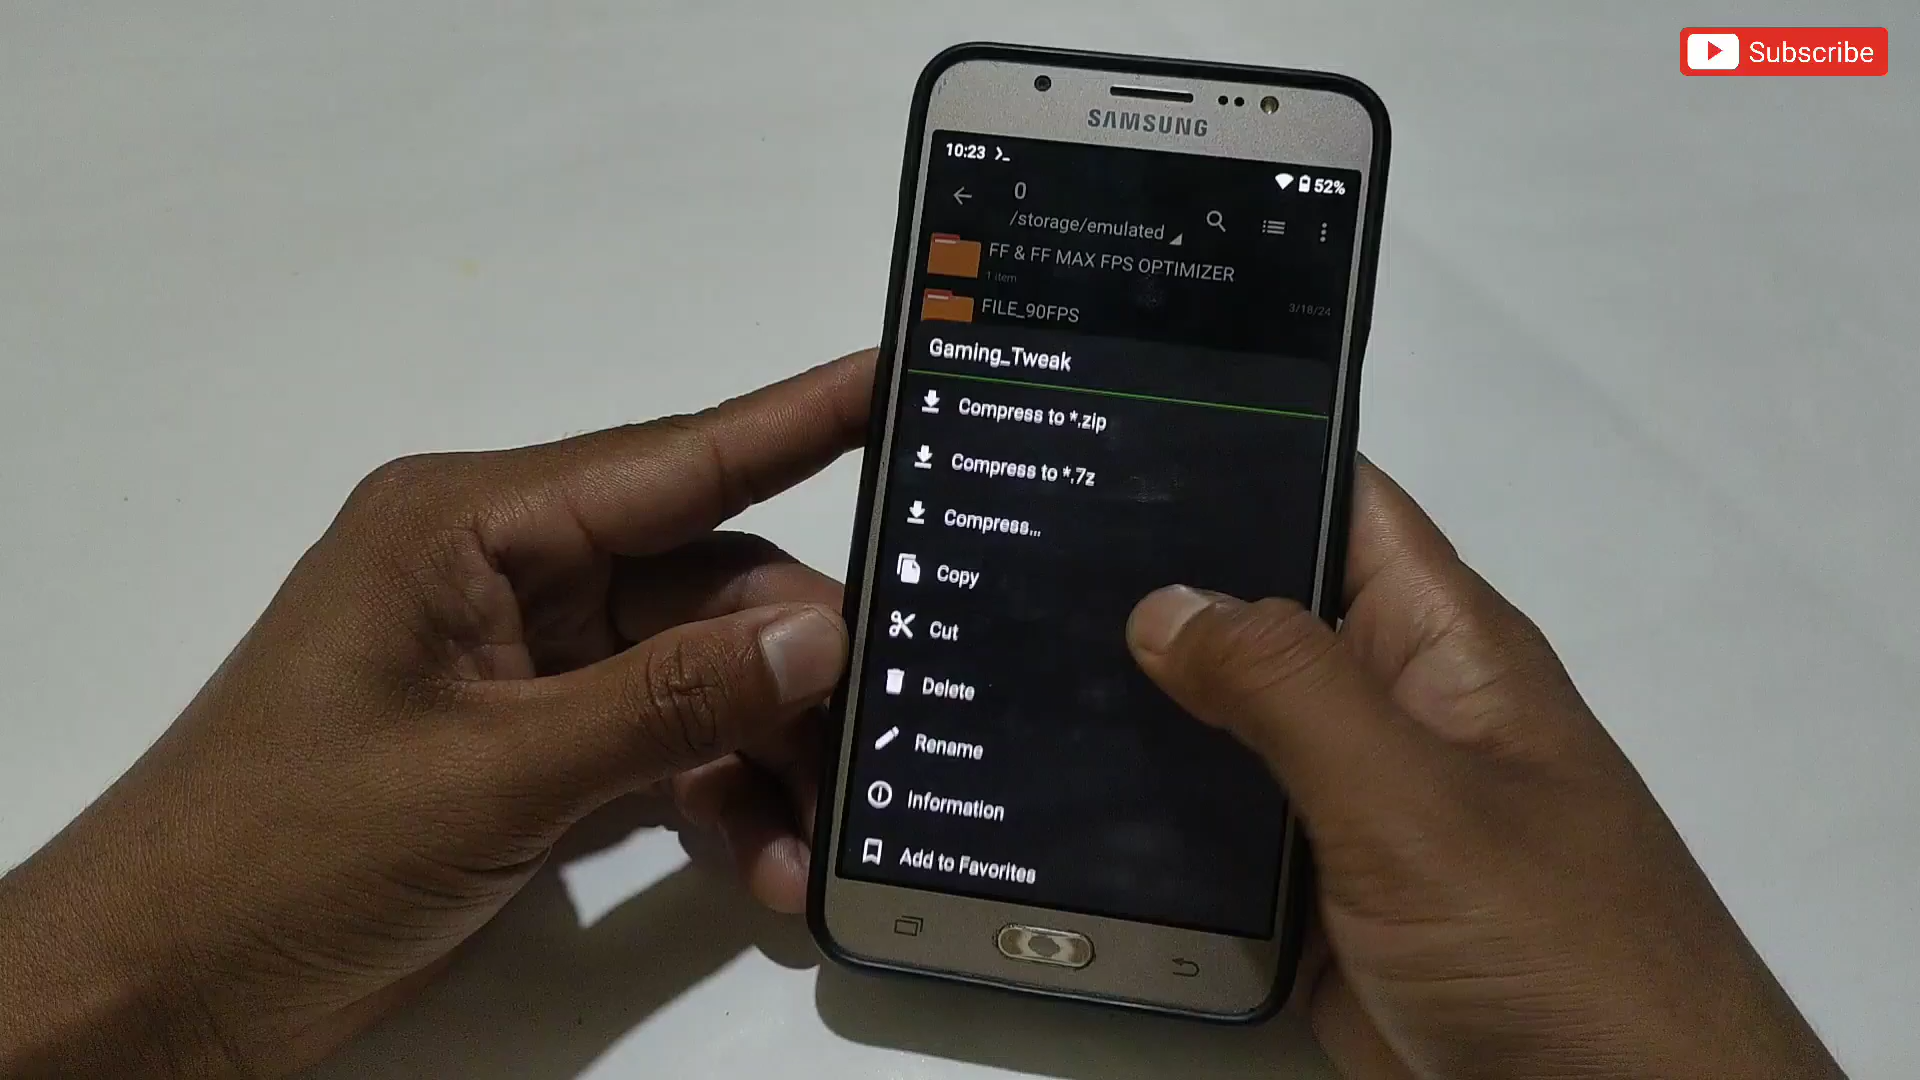 Subscribe
SAMSUNG
10:23
52%
0
/storage/emulated
FF & FF MAX FPS OPTIMIZER
1 item
FILE_90FPS
3/18/24
Gaming_Tweak
Compress to *.zip
Compress to *.7z
Compress...
Copy
Cut
Delete
Rename
Information
Add to Favorites